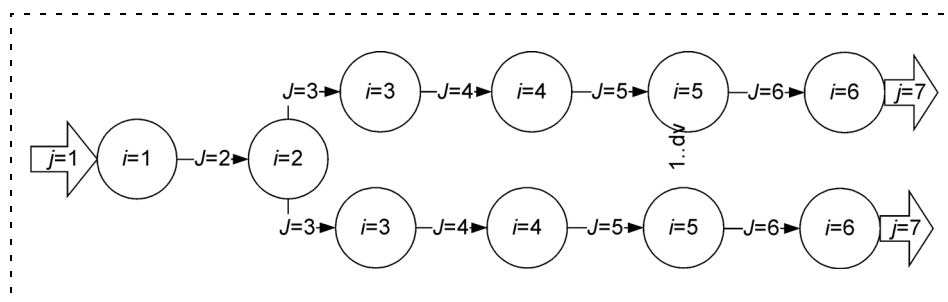 J=3 i=3 J=4 i=4 J=5 i=5 J=6 i=6 j=7
j=1 i=1 J=2 i=2
1..dv
J=3 i=3 J=4 i=4 J=5 i=5 J=6 i=6 j=7